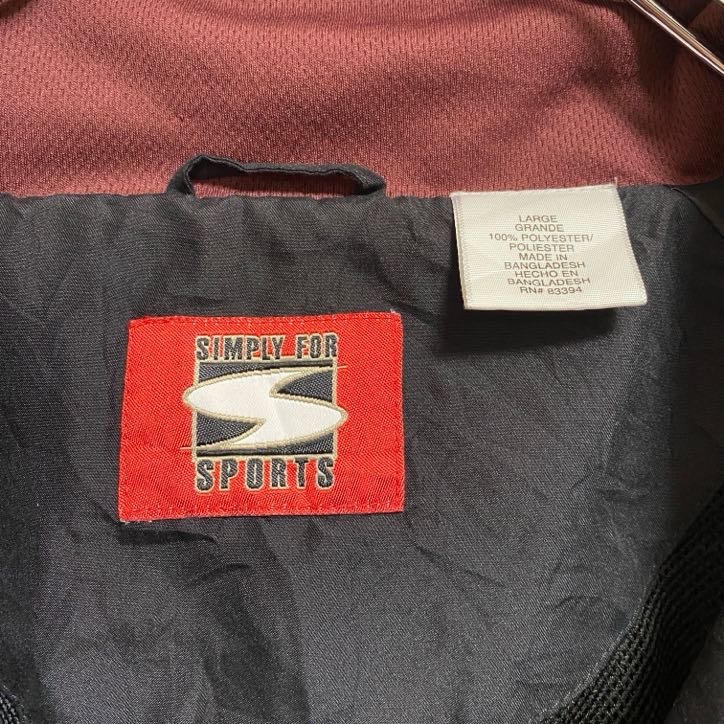 LARGE
GRANDE
100% POLYESTER/
POLIESTER
MADE IN
BANGLADESH
HECHO EN
BANGLADESH
RN# 83394
SIMPLY FOR
SPORTS